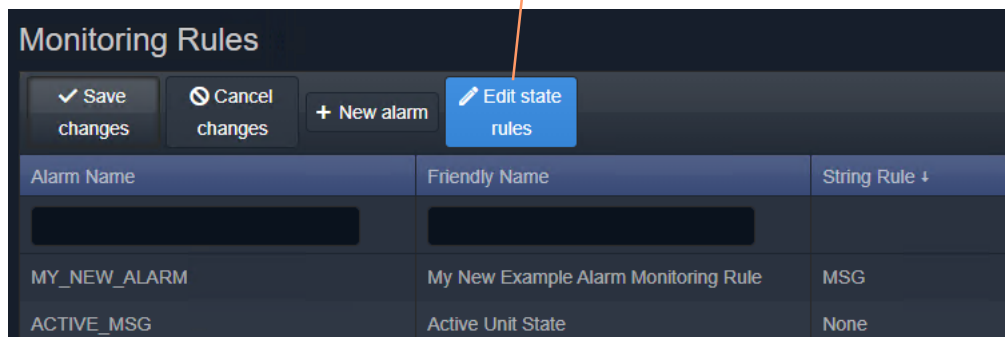 Monitoring Rules
Save changes
Cancel changes
+ New alarm
Edit state rules
Alarm Name Friendly Name String Rule ↓
MY_NEW_ALARM My New Example Alarm Monitoring Rule MSG
ACTIVE_MSG Active Unit State None